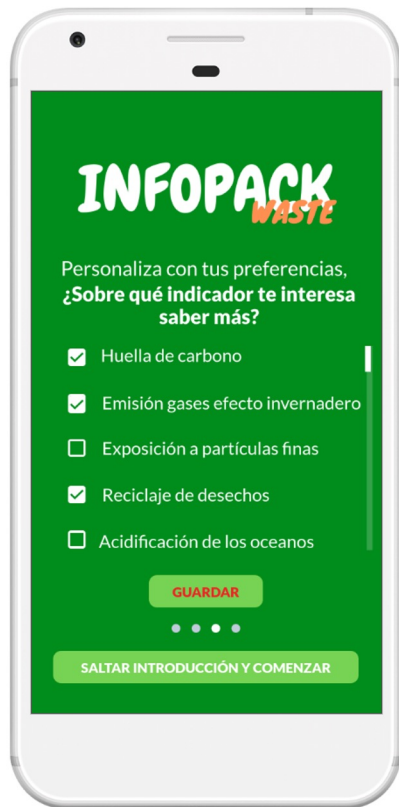 INFOPACK
WASTE
Personaliza con tus preferencias,
¿Sobre qué indicador te interesa
saber más?
Huella de carbono
Emisión gases efecto invernadero
Exposición a partículas finas
Reciclaje de desechos
Acidificación de los oceanos
GUARDAR
SALTAR INTRODUCCIÓN Y COMENZAR